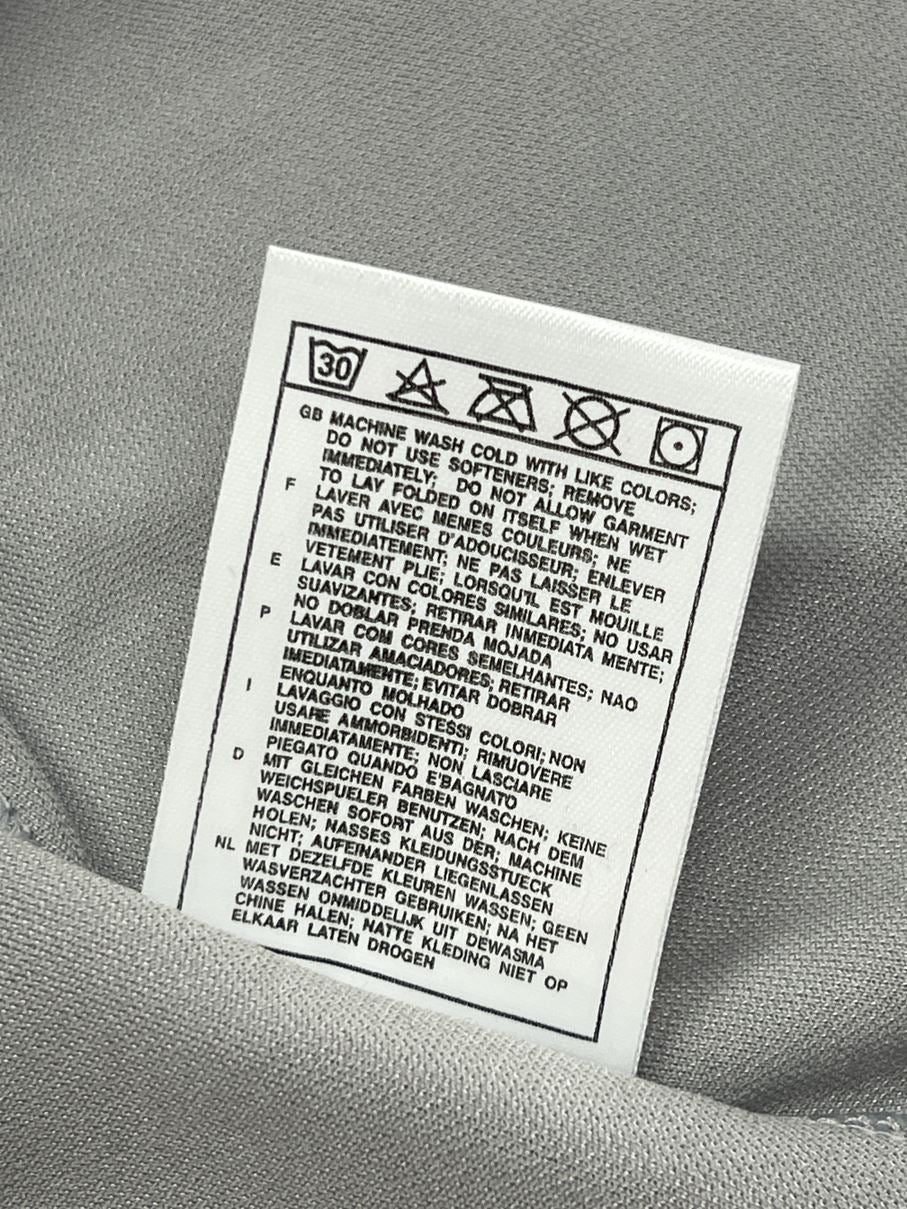 30
GB MACHINE WASH COLD WITH LIKE COLORS;
DO NOT USE SOFTENERS; REMOVE
IMMEDIATELY; DO NOT ALLOW GARMENT
TO LAY FOLDED ON ITSELF WHEN WET
F LAVER AVEC MEMES COULEURS; NE
PAS UTILISER D'ADOUCISSEUR; ENLEVER
IMMEDIATEMENT; NE PAS LAISSER LE
VETEMENT PLIE; LORSQU'IL EST MOUILLE
E LAVAR CON COLORES SIMILARES; NO USAR
SUAVIZANTES; RETIRAR INMEDIATA MENTE;
NO DOBLAR PRENDA MOJADA
P LAVAR COM CORES SEMELHANTES; NAO
UTILIZAR AMACIADORES; RETIRAR
IMEDIATAMENTE; EVITAR DOBRAR
ENQUANTO MOLHADO
I LAVAGGIO CON STESSI COLORI; NON
USARE AMMORBIDENTI; RIMUOVERE
IMMEDIATAMENTE; NON LASCIARE
PIEGATO QUANDO E'BAGNATO
D MIT GLEICHEN FARBEN WASCHEN; KEINE
WEICHSPUELER BENUTZEN; NACH DEM
WASCHEN SOFORT AUS DER; MACHINE
HOLEN; NASSES KLEIDUNGSSTUECK
NICHT; AUFEINANDER LIEGENLASSEN
NL MET DEZELFDE KLEUREN WASSEN; GEEN
WASVERZACHTER GEBRUIKEN; NA HET
WASSEN ONMIDDELIJK UIT DEWASMA
CHINE HALEN; NATTE KLEDING NIET OP
ELKAAR LATEN DROGEN